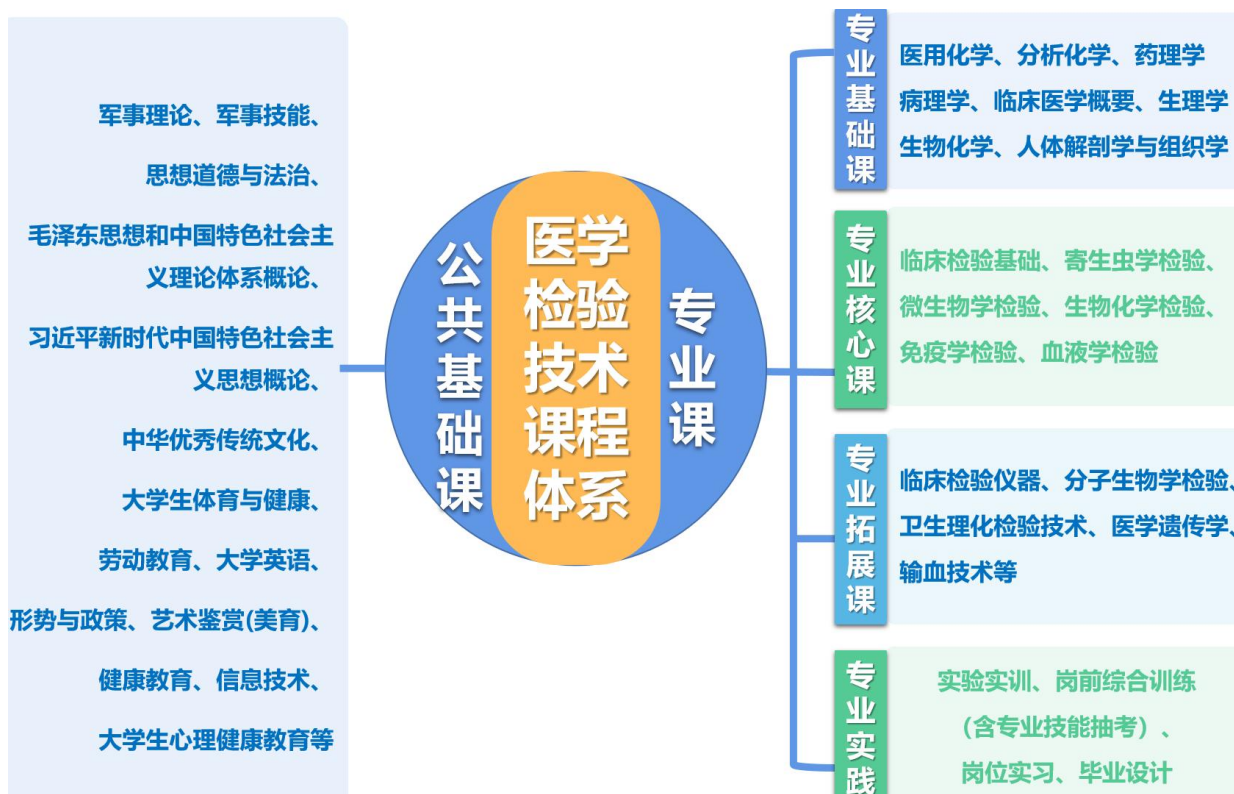 军事理论、军事技能、
思想道德与法治、
毛泽东思想和中国特色社会主
义理论体系概论、
习近平新时代中国特色社会主
义思想概论、
中华优秀传统文化、
大学生体育与健康、
劳动教育、大学英语、
形势与政策、艺术鉴赏(美育)、
健康教育、信息技术、
大学生心理健康教育等
公共基础课
医学
检验
技术
课程
体系
专业课
专业基础课
医用化学、分析化学、药理学
病理学、临床医学概要、生理学
生物化学、人体解剖学与组织学
专业核心课
临床检验基础、寄生虫学检验、
微生物学检验、生物化学检验、
免疫学检验、血液学检验
专业拓展课
临床检验仪器、分子生物学检验、
卫生理化检验技术、医学遗传学、
输血技术等
专业实践
实验实训、岗前综合训练
（含专业技能抽考）、
岗位实习、毕业设计